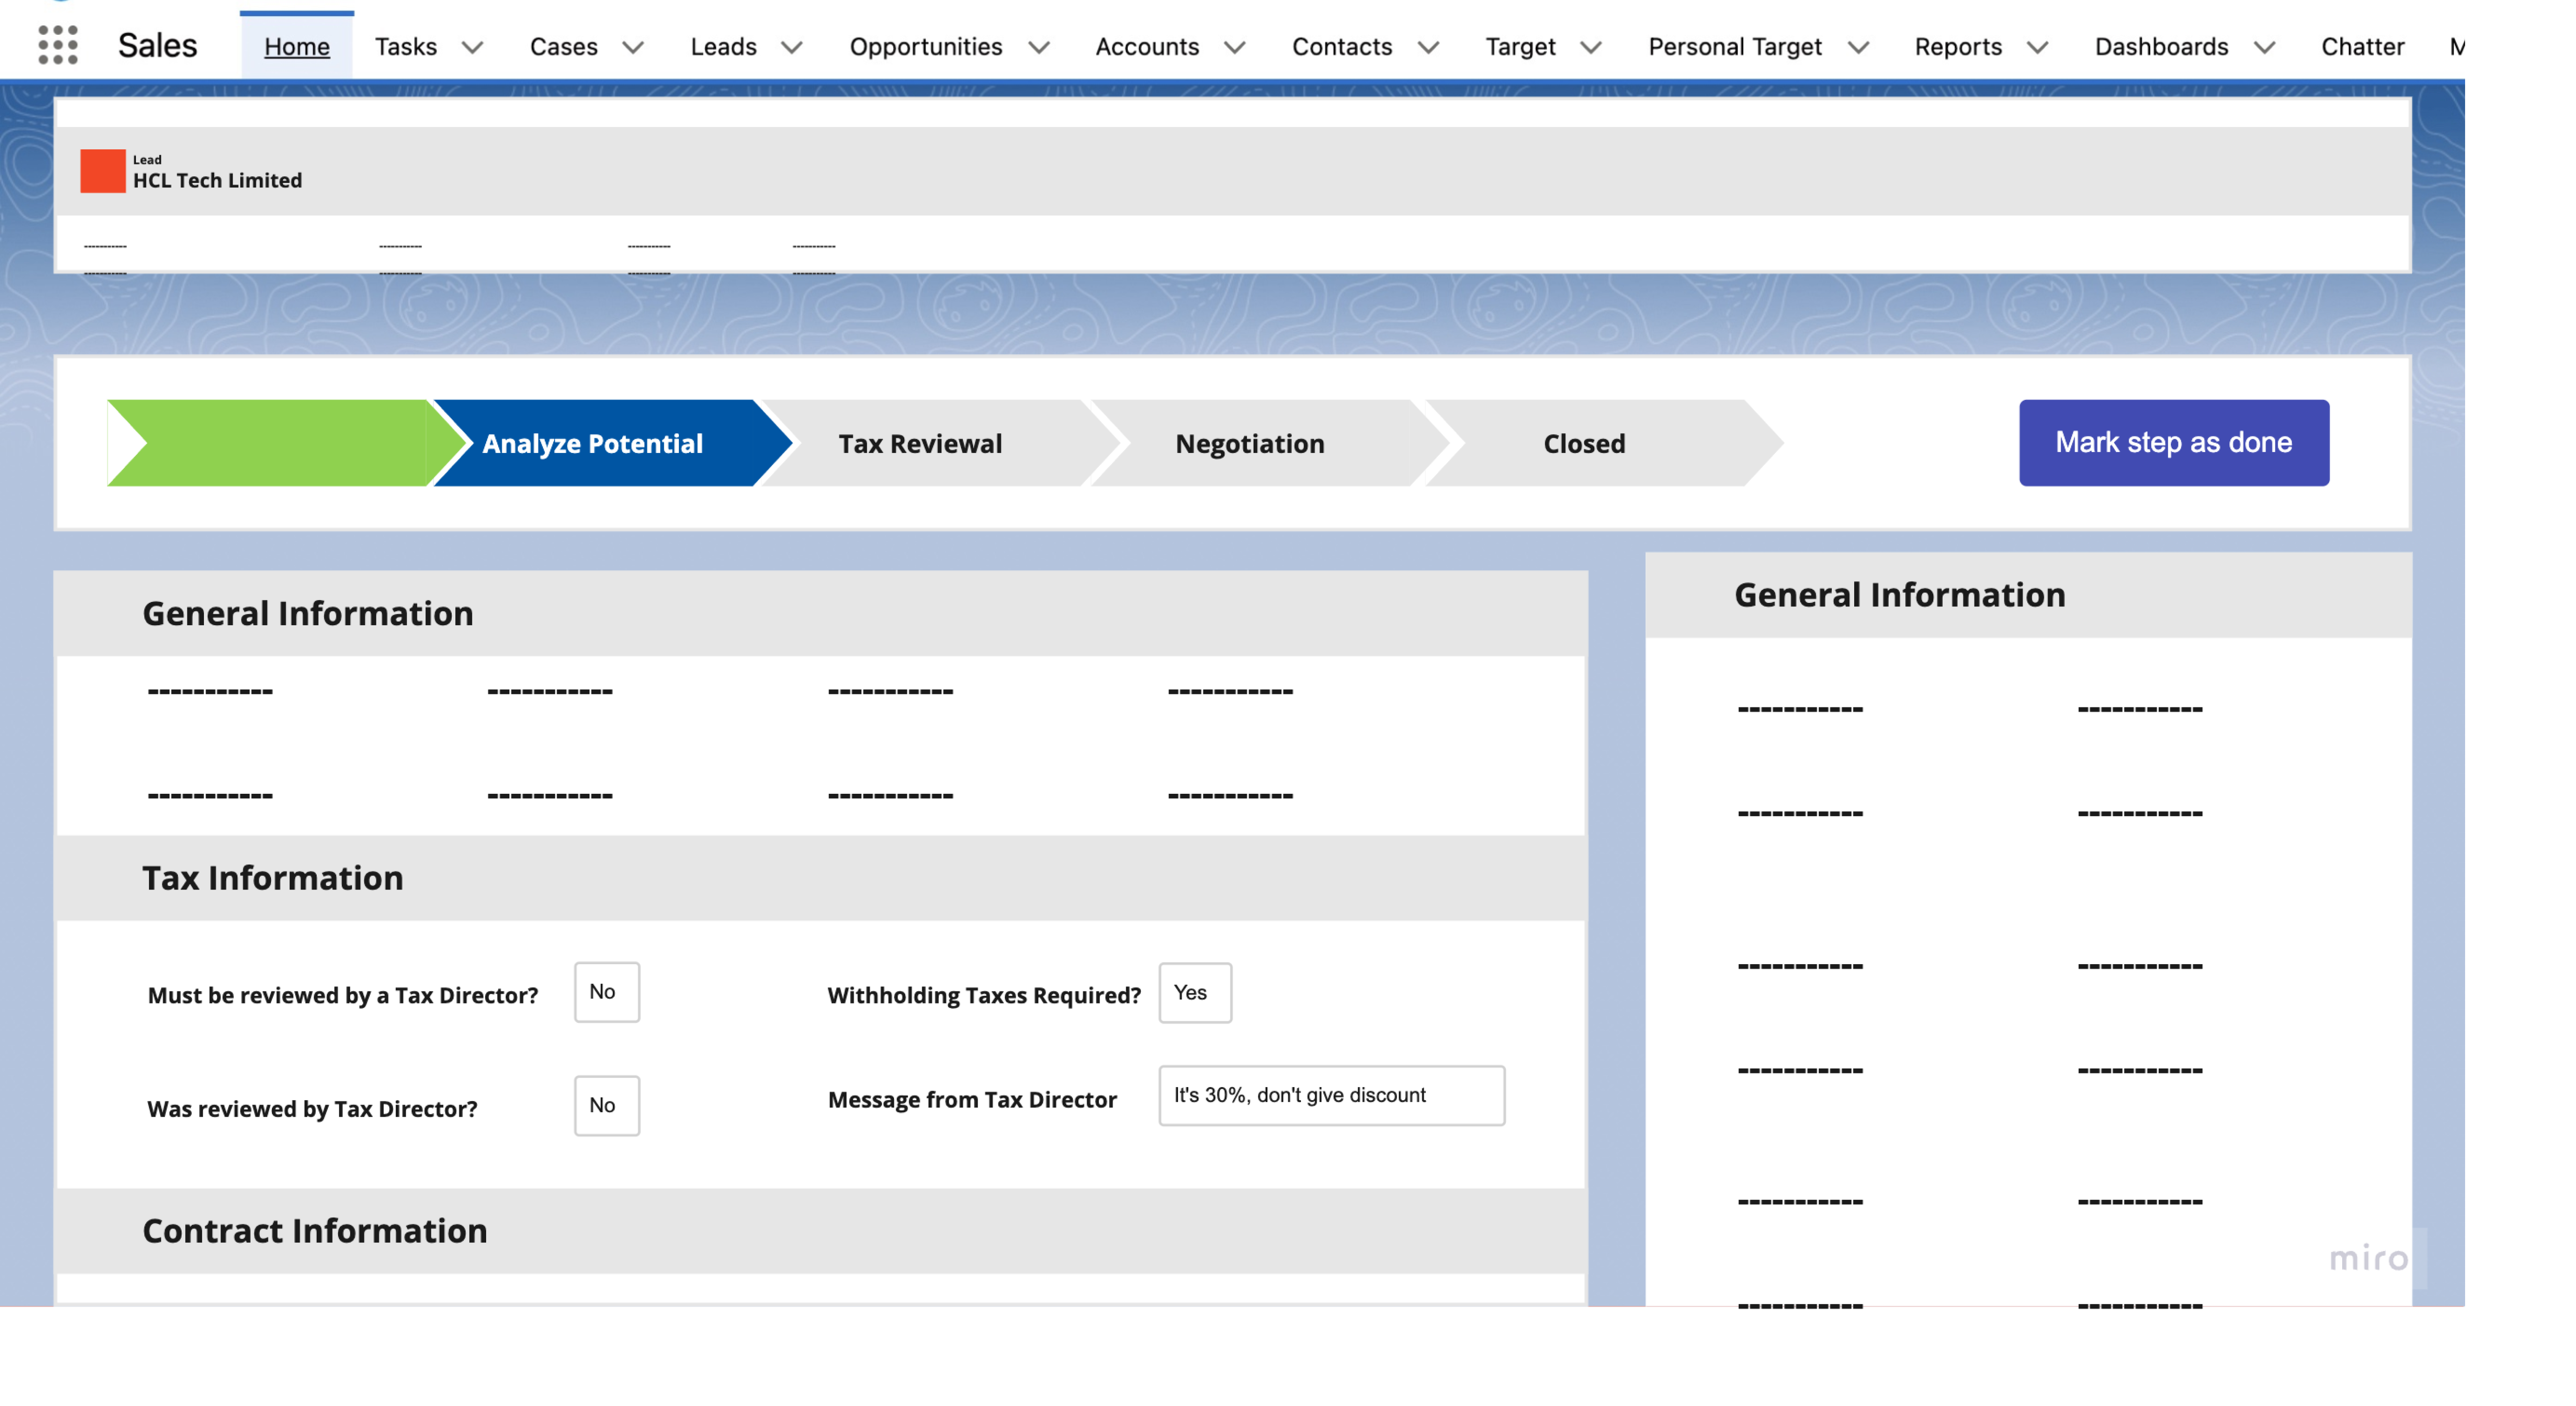 Sales Home Tasks Cases Leads Opportunities Accounts Contacts Target Personal Target Reports Dashboards Chatter M
Lead
HCL Tech Limited
----------- ----------- ----------- -----------
----------- ----------- ----------- -----------
Analyze Potential Tax Reviewal Negotiation Closed Mark step as done
General Information
----------- ----------- ----------- -----------
----------- ----------- ----------- -----------
Tax Information
Must be reviewed by a Tax Director? No Withholding Taxes Required? Yes
Was reviewed by Tax Director? No Message from Tax Director It's 30%, don't give discount
Contract Information
General Information
----------- -----------
----------- -----------
----------- -----------
----------- -----------
----------- -----------
----------- -----------
miro